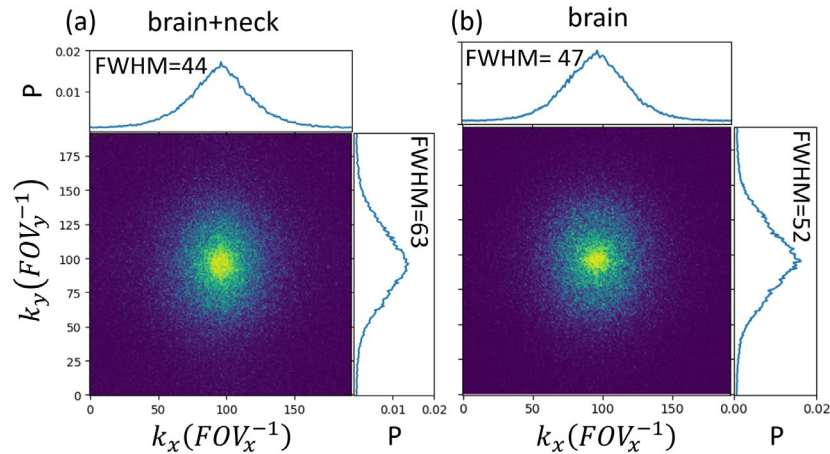 (a) brain+neck
(b) brain
0.02
0.01
P
FWHM=44
FWHM= 47
175
150
125
100
75
50
25
0
k_y(FOV_y^{-1})
FWHM=63
FWHM=52
0 50 100 150
0.01 0.02
0 50 100 150
0.00 0.02
k_x(FOV_x^{-1}) P
k_x(FOV_x^{-1}) P